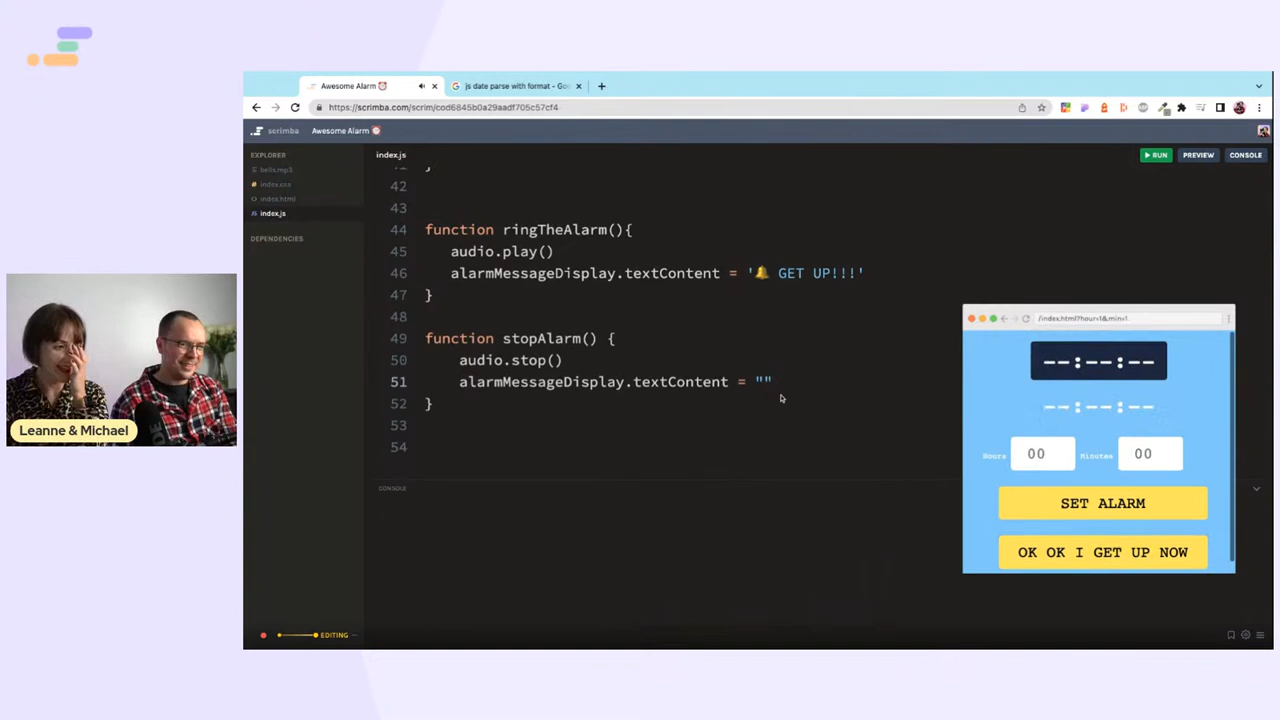 Awesome Alarm ⏰
js date parse with format - Goo
https://scrimba.com/scrim/cod6845b0a29aadf705c57cf4
scrimba Awesome Alarm ⏰
EXPLORER
bells.mp3
index.css
index.html
index.js
DEPENDENCIES
index.js
RUN PREVIEW CONSOLE
41 }
42
43
44 function ringTheAlarm(){
45 audio.play()
46 alarmMessageDisplay.textContent = '🔔 GET UP!!!'
47 }
48
49 function stopAlarm() {
50 audio.stop()
51 alarmMessageDisplay.textContent = ""
52 }
53
54
CONSOLE
EDITING
/index.html?hour=1&min=1
--:--:--
--:--:--
Hours 00 Minutes 00
SET ALARM
OK OK I GET UP NOW
Leanne & Michael